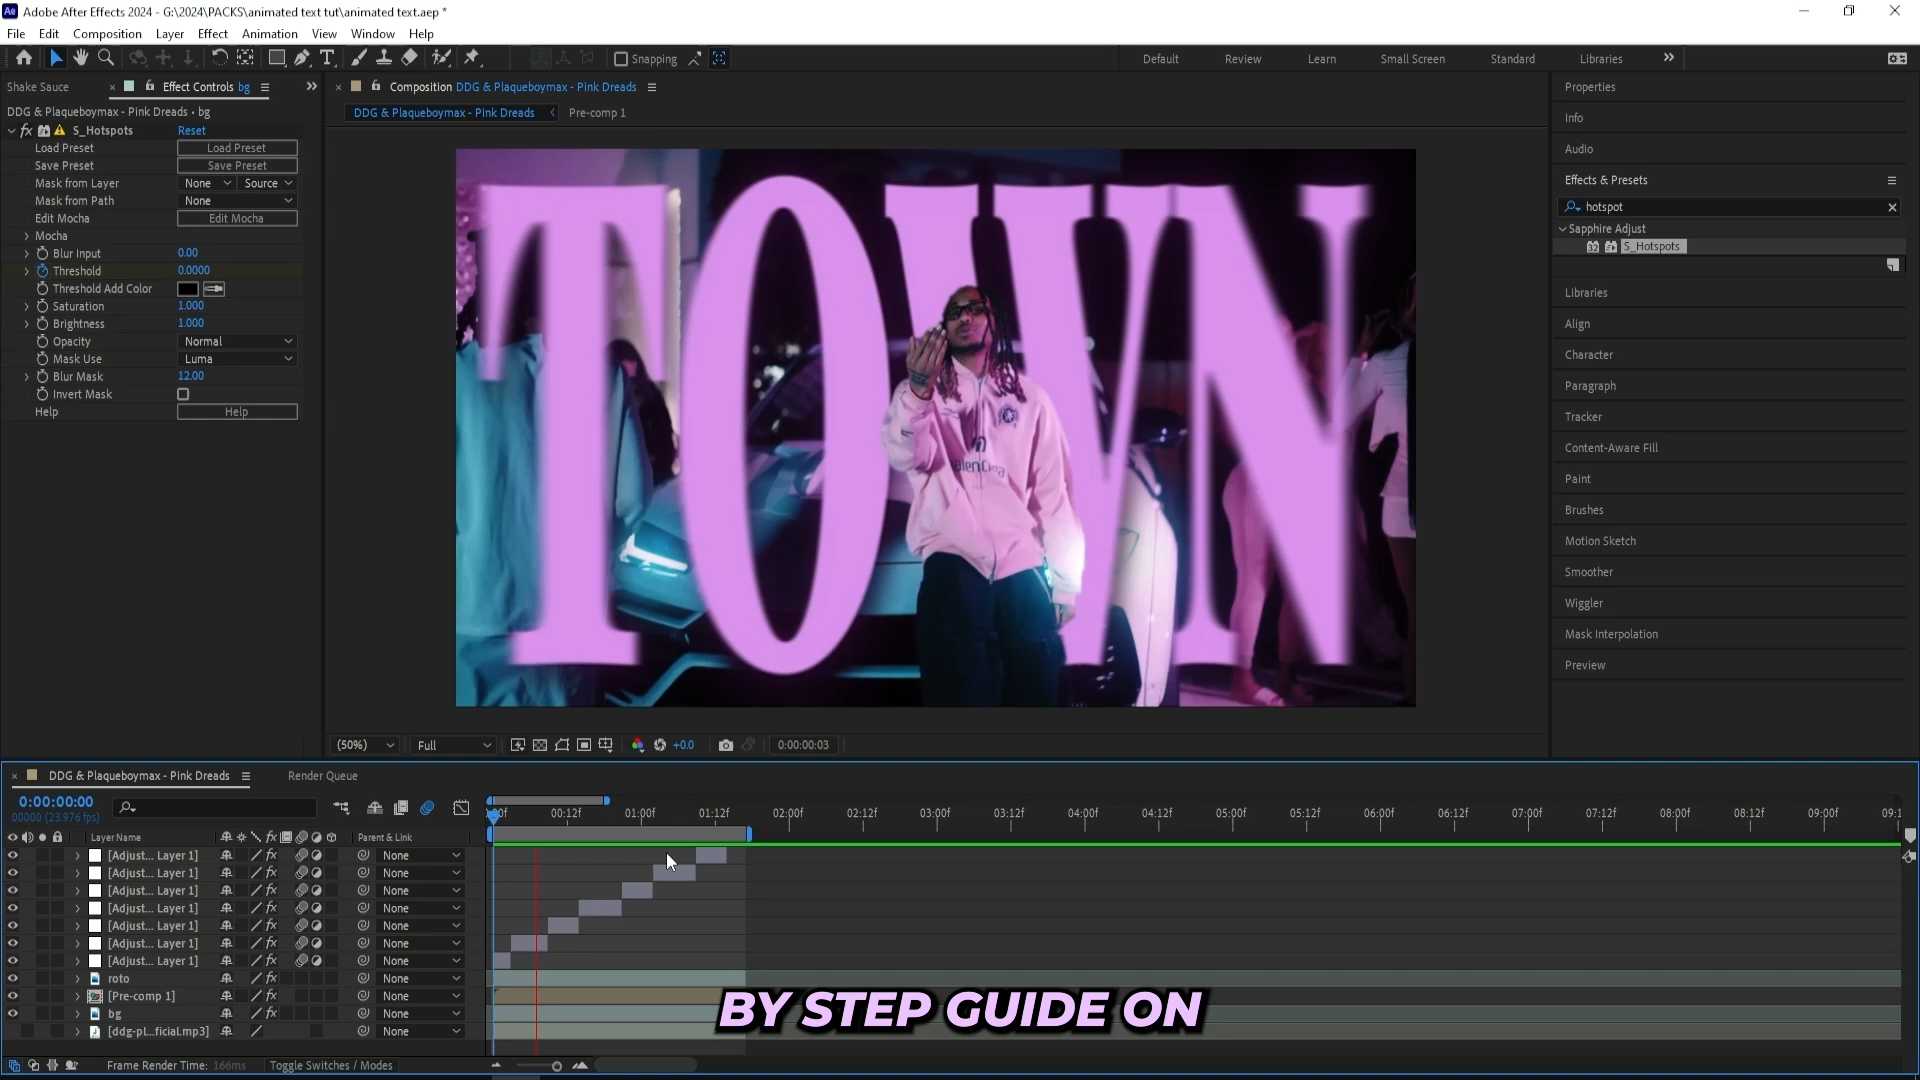 Adobe After Effects 2024 - G:\2024\PACKS\animated text tut\animated text.aep *
File Edit Composition Layer Effect Animation View Window Help
Snapping
Default Review Learn Small Screen Standard Libraries
Shake Sauce
Effect Controls bg
DDG & Plaqueboymax - Pink Dreads • bg
fx S_Hotspots Reset
Load Preset Load Preset
Save Preset Save Preset
Mask from Layer None Source
Mask from Path None
Edit Mocha Edit Mocha
Mocha
Blur Input 0.00
Threshold 0.0000
Threshold Add Color
Saturation 1.000
Brightness 1.000
Opacity Normal
Mask Use Luma
Blur Mask 12.00
Invert Mask
Help Help
Composition DDG & Plaqueboymax - Pink Dreads
DDG & Plaqueboymax - Pink Dreads Pre-comp 1
TOWN
(50%) Full +0.0 0:00:00:03
Properties
Info
Audio
Effects & Presets
hotspot
Sapphire Adjust
S_Hotspots
Libraries
Align
Character
Paragraph
Tracker
Content-Aware Fill
Paint
Brushes
Motion Sketch
Smoother
Wiggler
Mask Interpolation
Preview
DDG & Plaqueboymax - Pink Dreads Render Queue
0:00:00:00
00000 (23.976 fps)
:00f 00:12f 01:00f 01:12f 02:00f 02:12f 03:00f 03:12f 04:00f 04:12f 05:00f 05:12f 06:00f 06:12f 07:00f 07:12f 08:00f 08:12f 09:00f 09:1
Layer Name fx Parent & Link
[Adjust... Layer 1] fx None
[Adjust... Layer 1] fx None
[Adjust... Layer 1] fx None
[Adjust... Layer 1] fx None
[Adjust... Layer 1] fx None
[Adjust... Layer 1] fx None
[Adjust... Layer 1] fx None
roto fx None
[Pre-comp 1] fx None
bg fx None
[ddg-pl...ficial.mp3] None
BY STEP GUIDE ON
Frame Render Time: 166ms Toggle Switches / Modes